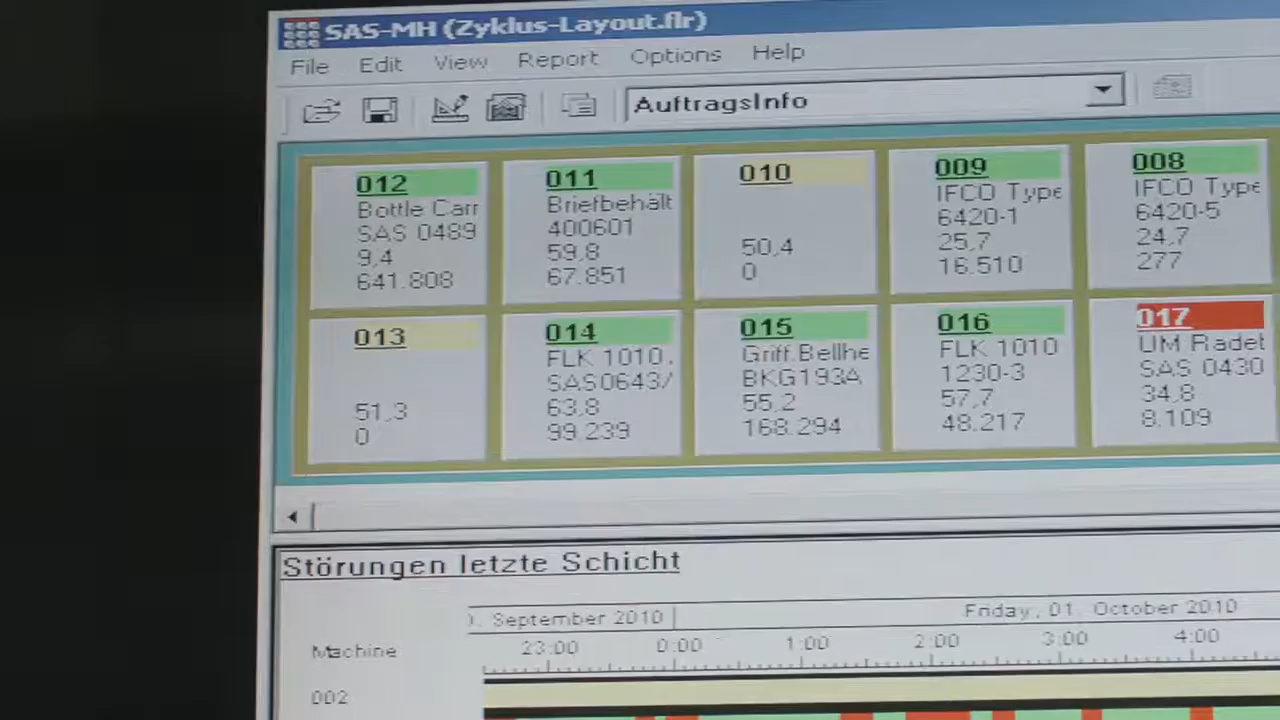 SAS-MH (Zyklus-Layout.flr)
File Edit View Report Options Help
AuftragsInfo
012
Bottle Carr
SAS 0489
9,4
641.808
011
Briefbehält
400601
59,8
67.851
010
50,4
0
009
IFCO Type
6420-1
25,7
16.510
008
IFCO Type
6420-5
24,7
277
013
51,3
0
014
FLK 1010.
SAS0643/
63,8
99.239
015
Griff.Bellhe
BKG193A
55,2
168.294
016
FLK 1010
1230-3
57,7
48.217
017
UM Radet
SAS 0430
34,8
8.109
Störungen letzte Schicht
September 2010 Friday, 01. October 2010
Machine 23:00 0:00 1:00 2:00 3:00 4:00
002